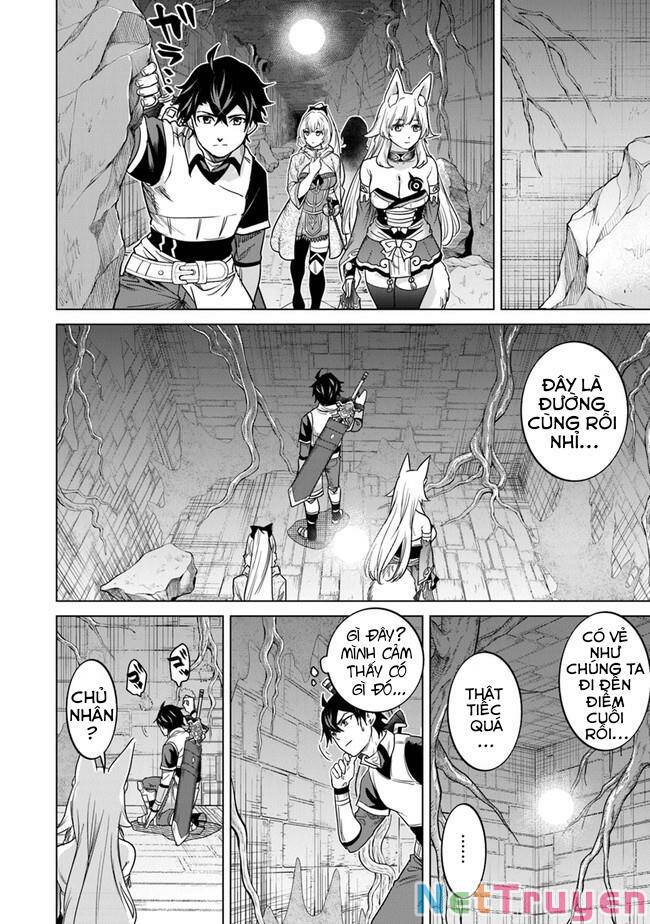 ガラ...
ĐÂY LÀ
ĐƯỜNG
CÙNG RỒI
NHỈ...
CÓ VẺ
NHƯ
CHÚNG TA
ĐI ĐẾN
ĐIỂM
CUỐI
RỒI...
THẬT
TIẾC
QUÁ
...
......
GÌ ĐÂY?
MÌNH CẢM
THẤY CÓ
GÌ ĐÓ...
CHỦ
NHÂN?
NetTruyen